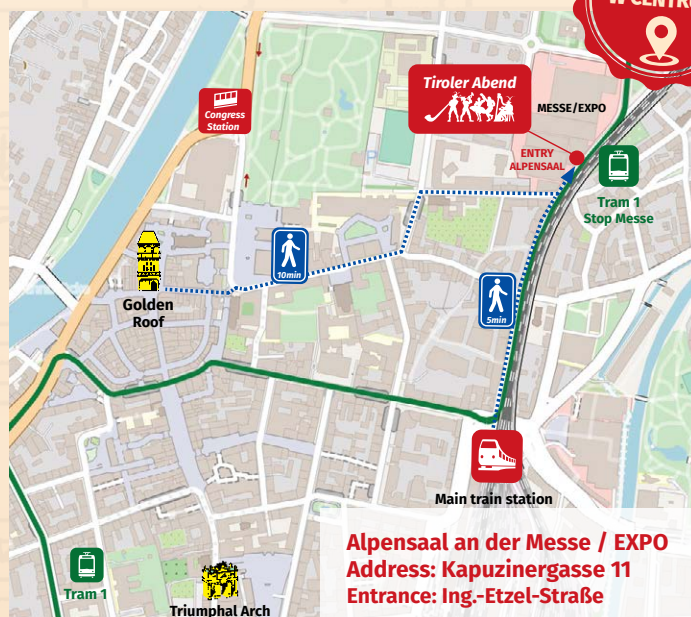 Tiroler Abend
MESSE/EXPO
Congress
Station
ENTRY
ALPENSAAL
Tram 1
Stop Messe
10min
Golden
Roof
5min
Main train station
Alpensaal an der Messe / EXPO
Address: Kapuzinergasse 11
Entrance: Ing.-Etzel-Straße
Tram 1
Triumphal Arch